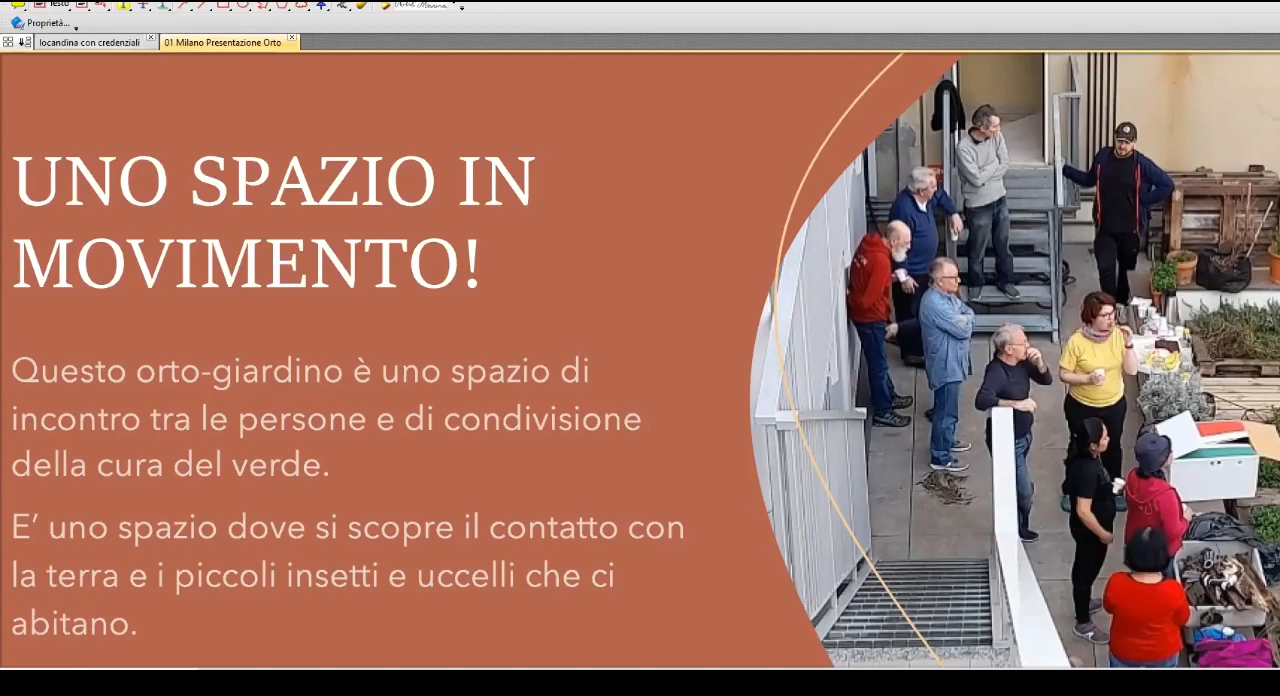 Testo
Proprietà...
locandina con credenziali
01 Milano Presentazione Orto
UNO SPAZIO IN
MOVIMENTO!
Questo orto-giardino è uno spazio di
incontro tra le persone e di condivisione
della cura del verde.
E’ uno spazio dove si scopre il contatto con
la terra e i piccoli insetti e uccelli che ci
abitano.